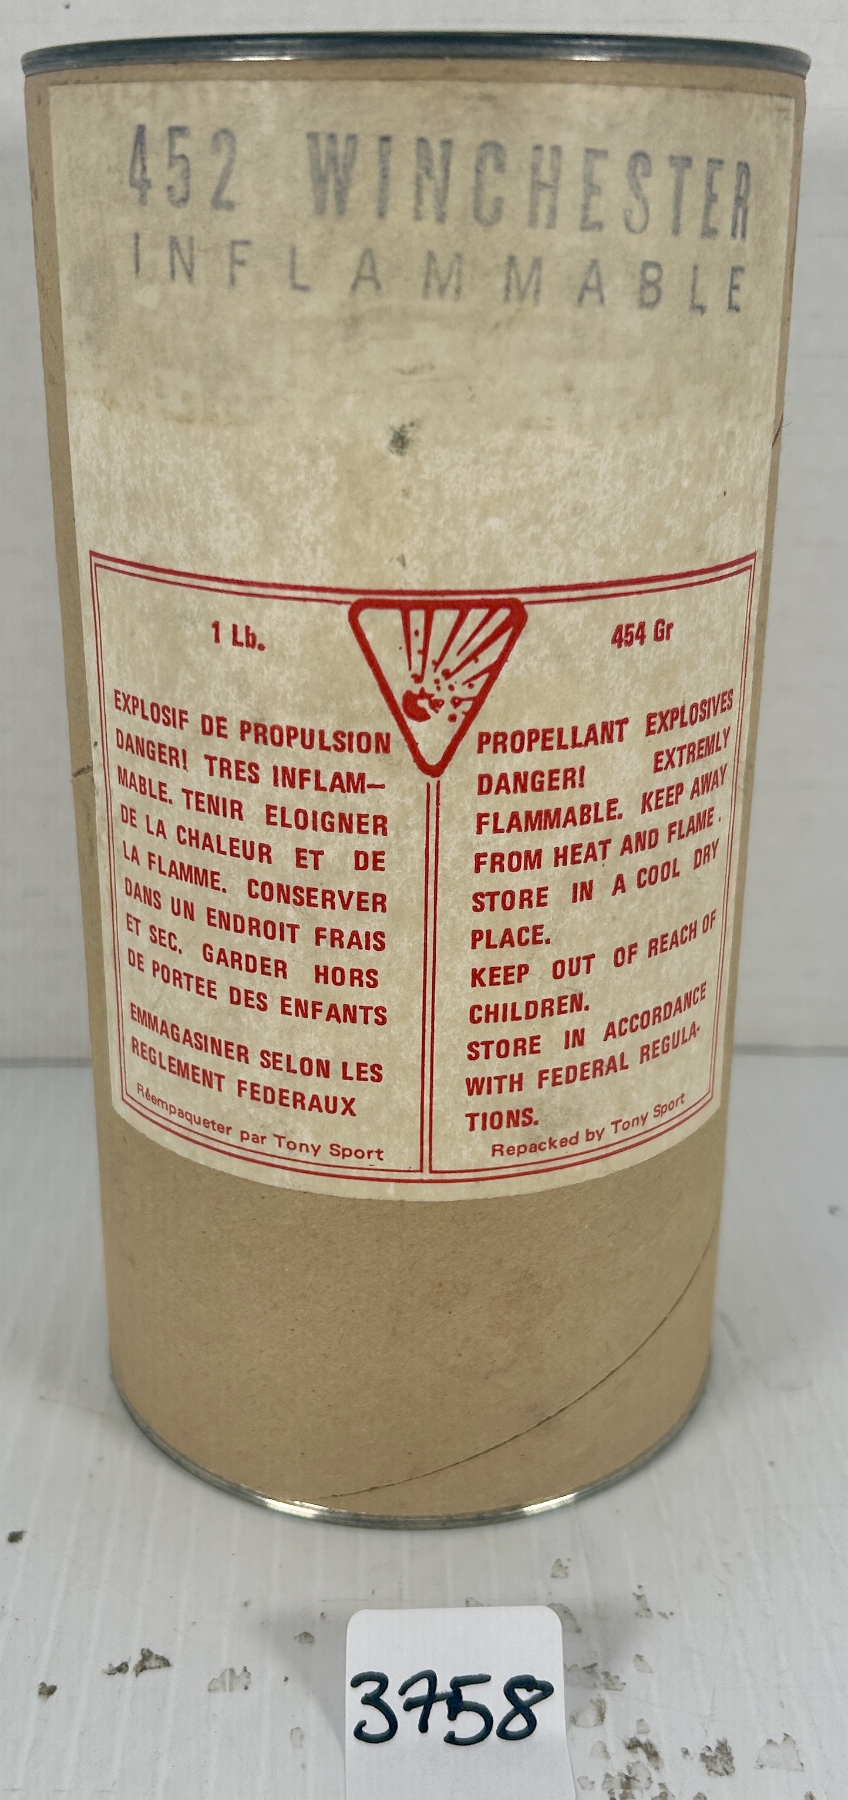 452 WINCHESTER
INFLAMMABLE
1 Lb.
EXPLOSIF DE PROPULSION
DANGER! TRES INFLAM–
MABLE. TENIR ELOIGNER
DE LA CHALEUR ET DE
LA FLAMME. CONSERVER
DANS UN ENDROIT FRAIS
ET SEC. GARDER HORS
DE PORTEE DES ENFANTS
EMMAGASINER SELON LES
REGLEMENT FEDERAUX
Réempaqueter par Tony Sport
454 Gr
PROPELLANT EXPLOSIVES
DANGER! EXTREMLY
FLAMMABLE. KEEP AWAY
FROM HEAT AND FLAME.
STORE IN A COOL DRY
PLACE.
KEEP OUT OF REACH OF
CHILDREN.
STORE IN ACCORDANCE
WITH FEDERAL REGULA-
TIONS.
Repacked by Tony Sport
3758